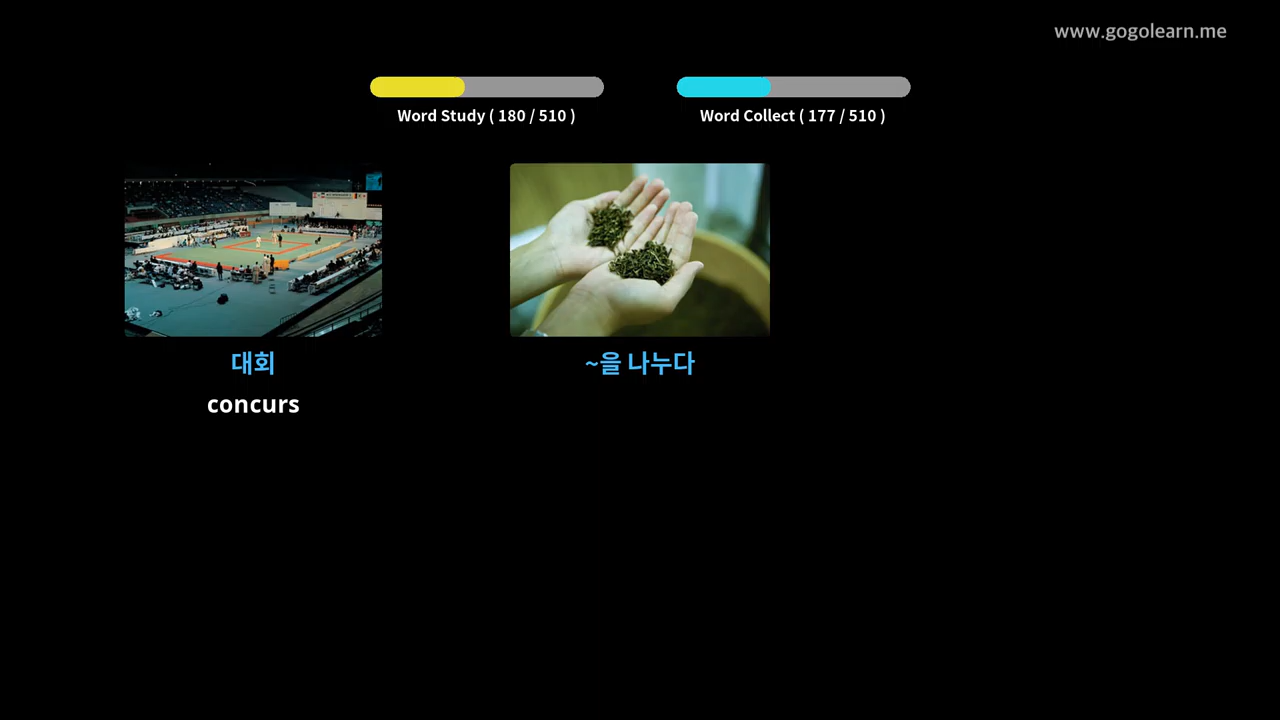 www.gogolearn.me
Word Study ( 180 / 510 )
Word Collect ( 177 / 510 )
대회
concurs
~을 나누다